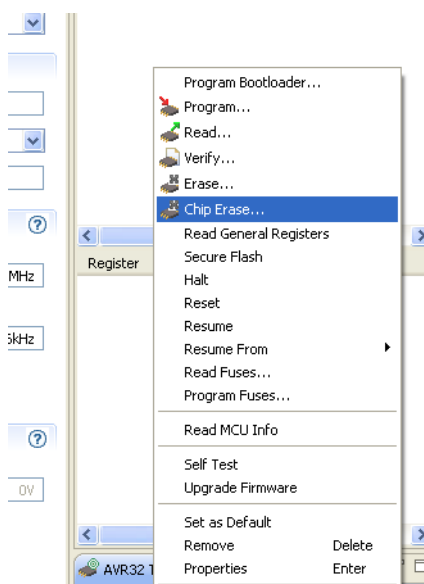 Program Bootloader...
Program...
Read...
Verify...
Erase...
Chip Erase...
Read General Registers
Secure Flash
Halt
Reset
Resume
Resume From
Read Fuses...
Program Fuses...
Read MCU Info
Self Test
Upgrade Firmware
Set as Default
Remove Delete
Properties Enter
Register
MHz
kHz
0V
AVR32